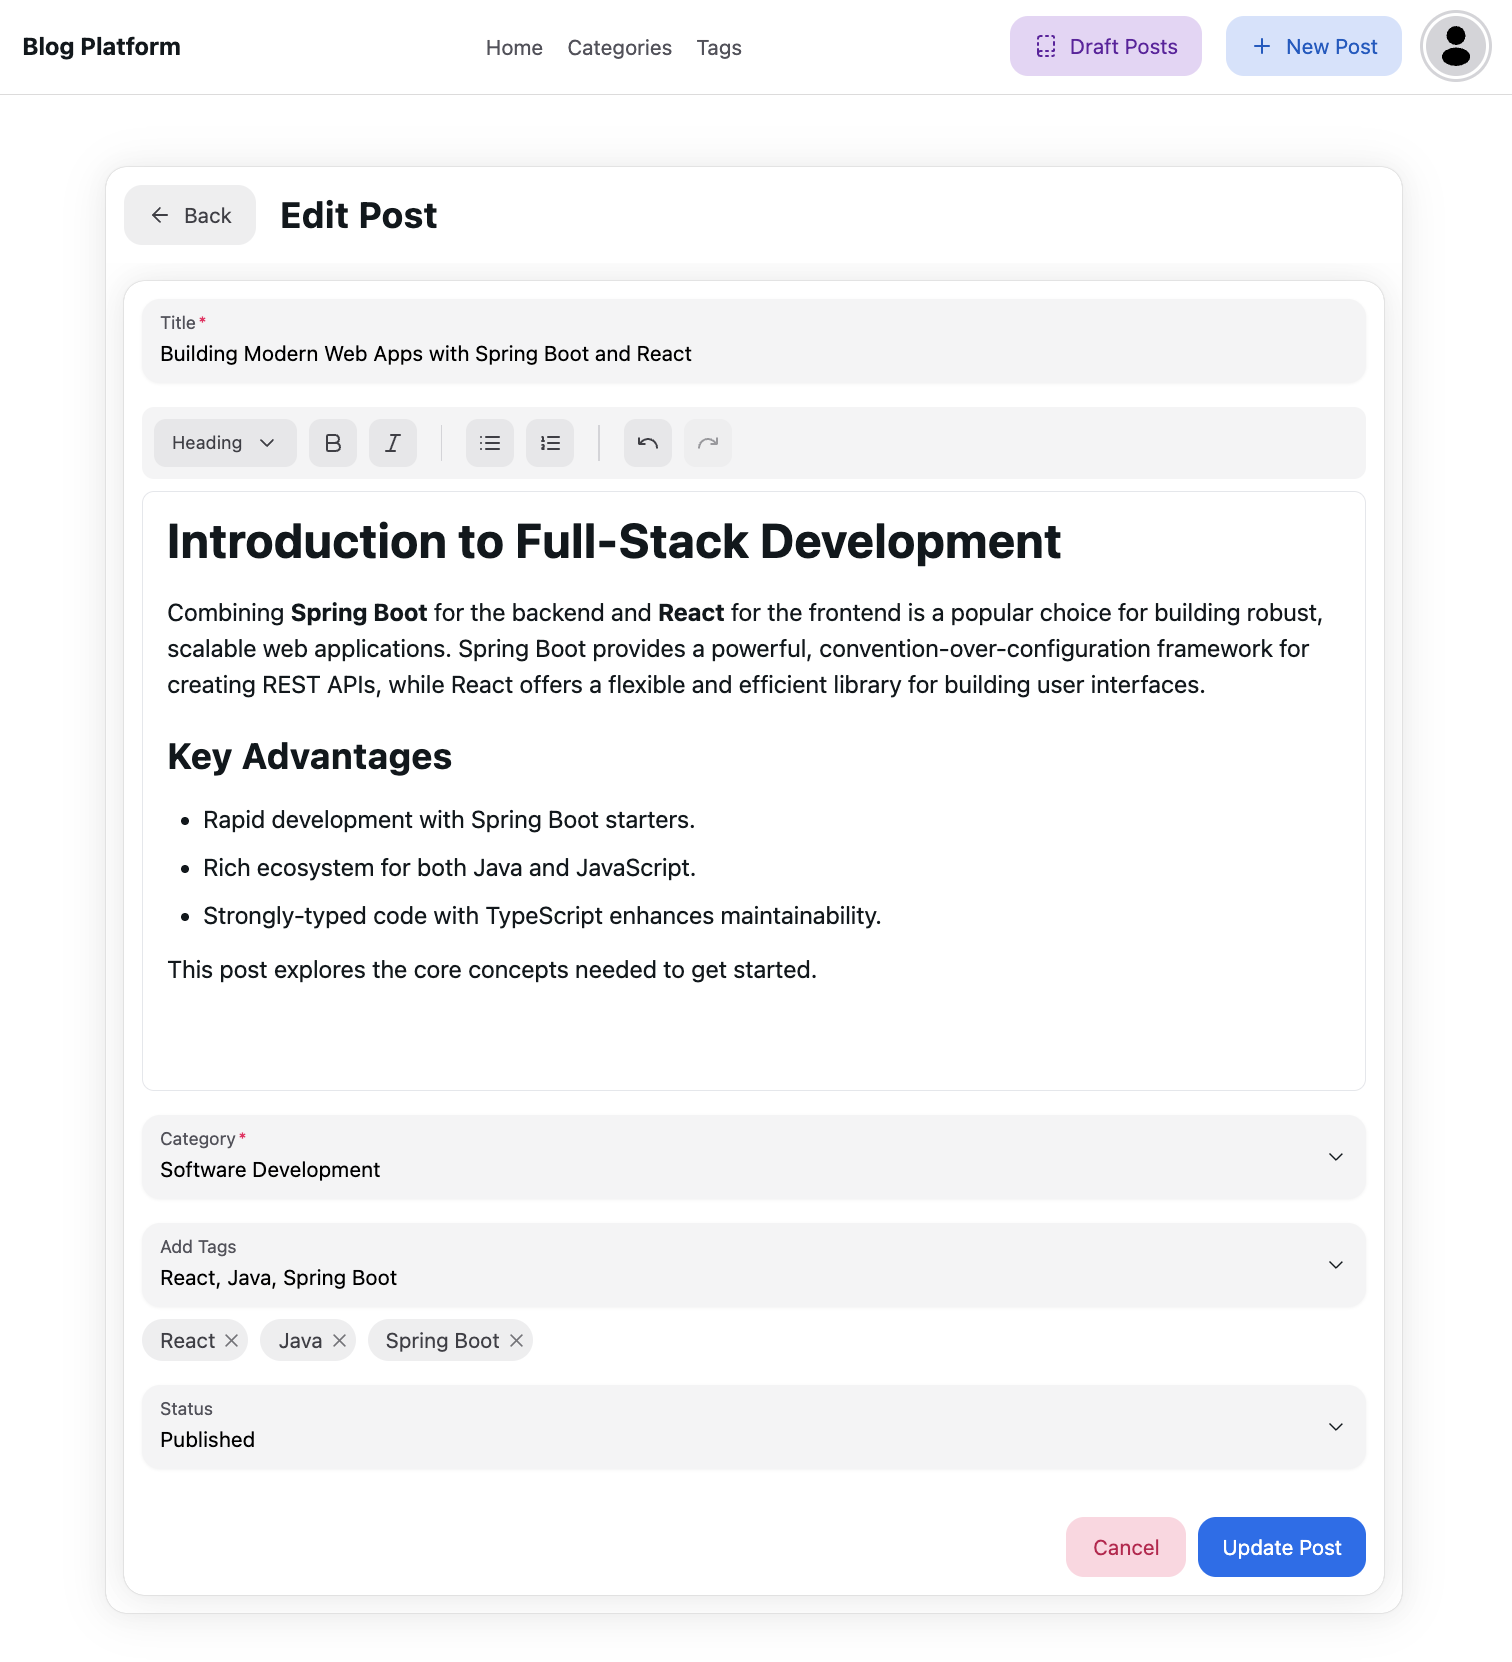 Blog Platform
Home
Categories
Tags
Draft Posts
New Post
Back
Edit Post
Title*
Building Modern Web Apps with Spring Boot and React
Heading
Introduction to Full-Stack Development
Combining Spring Boot for the backend and React for the frontend is a popular choice for building robust,
scalable web applications. Spring Boot provides a powerful, convention-over-configuration framework for
creating REST APIs, while React offers a flexible and efficient library for building user interfaces.
Key Advantages
• Rapid development with Spring Boot starters.
• Rich ecosystem for both Java and JavaScript.
• Strongly-typed code with TypeScript enhances maintainability.
This post explores the core concepts needed to get started.
Category*
Software Development
Add Tags
React, Java, Spring Boot
React
Java
Spring Boot
Status
Published
Cancel
Update Post